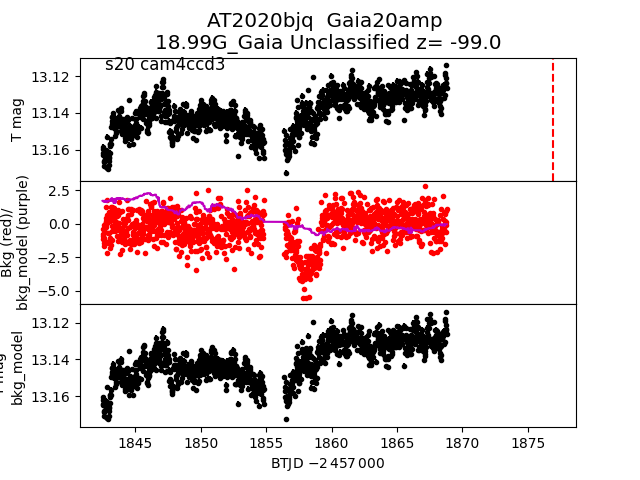 AT2020bjq Gaia20amp
18.99G_Gaia Unclassified z= -99.0
s20 cam4ccd3
13.12
13.14
13.16
T mag
2.5
0.0
−2.5
−5.0
Bkg (red)/
bkg_model (purple)
13.12
13.14
13.16
mag
bkg_model
1845 1850 1855 1860 1865 1870 1875
BTJD −2 457 000